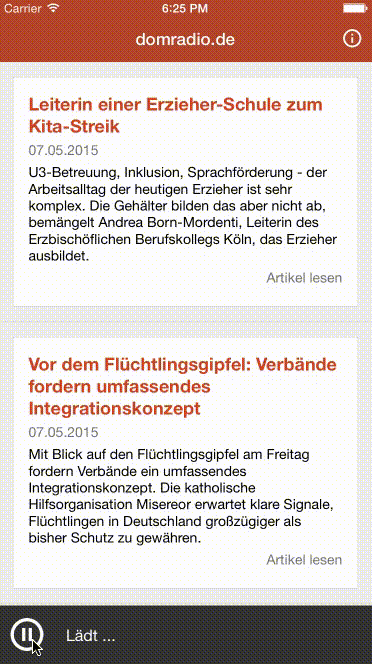 Carrier 6:25 PM
domradio.de
Leiterin einer Erzieher-Schule zum
Kita-Streik
07.05.2015
U3-Betreuung, Inklusion, Sprachförderung - der
Arbeitsalltag der heutigen Erzieher ist sehr
komplex. Die Gehälter bilden das aber nicht ab,
bemängelt Andrea Born-Mordenti, Leiterin des
Erzbischöflichen Berufskollegs Köln, das Erzieher
ausbildet.
Artikel lesen
Vor dem Flüchtlingsgipfel: Verbände
fordern umfassendes
Integrationskonzept
07.05.2015
Mit Blick auf den Flüchtlingsgipfel am Freitag
fordern Verbände ein umfassendes
Integrationskonzept. Die katholische
Hilfsorganisation Misereor erwartet klare Signale,
Flüchtlingen in Deutschland großzügiger als
bisher Schutz zu gewähren.
Artikel lesen
Lädt ...